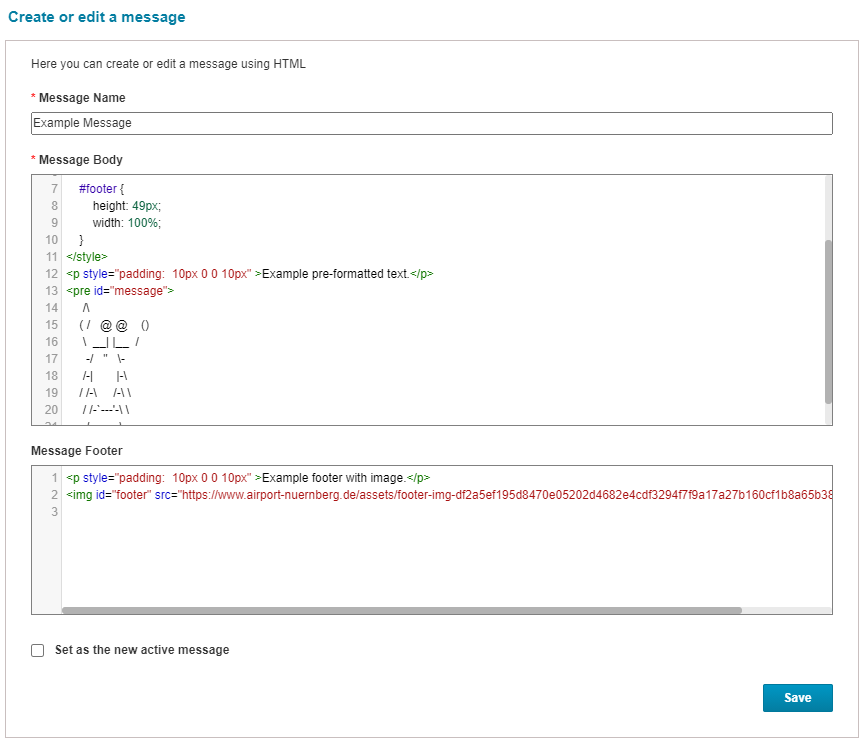 Create or edit a message
Here you can create or edit a message using HTML
* Message Name
Example Message
* Message Body
7 #footer {
8 height: 49px;
9 width: 100%;
10 }
11 </style>
12 <p style="padding:  10px 0 0 10px" >Example pre-formatted text.</p>
13 <pre id="message">
14 /\
15 ( /   @ @    ()
16 \  __| |__  /
17 -/   "   \-
18 /-|       |-\
19 / /-\     /-\ \
20 / /-`---'-\ \
21 /         \
Message Footer
1 <p style="padding:  10px 0 0 10px" >Example footer with image.</p>
2 <img id="footer" src="https://www.airport-nuernberg.de/assets/footer-img-df2a5ef195d8470e05202d4682e4cdf3294f7f9a17a27b160cf1b8a65b38
3
Set as the new active message
Save